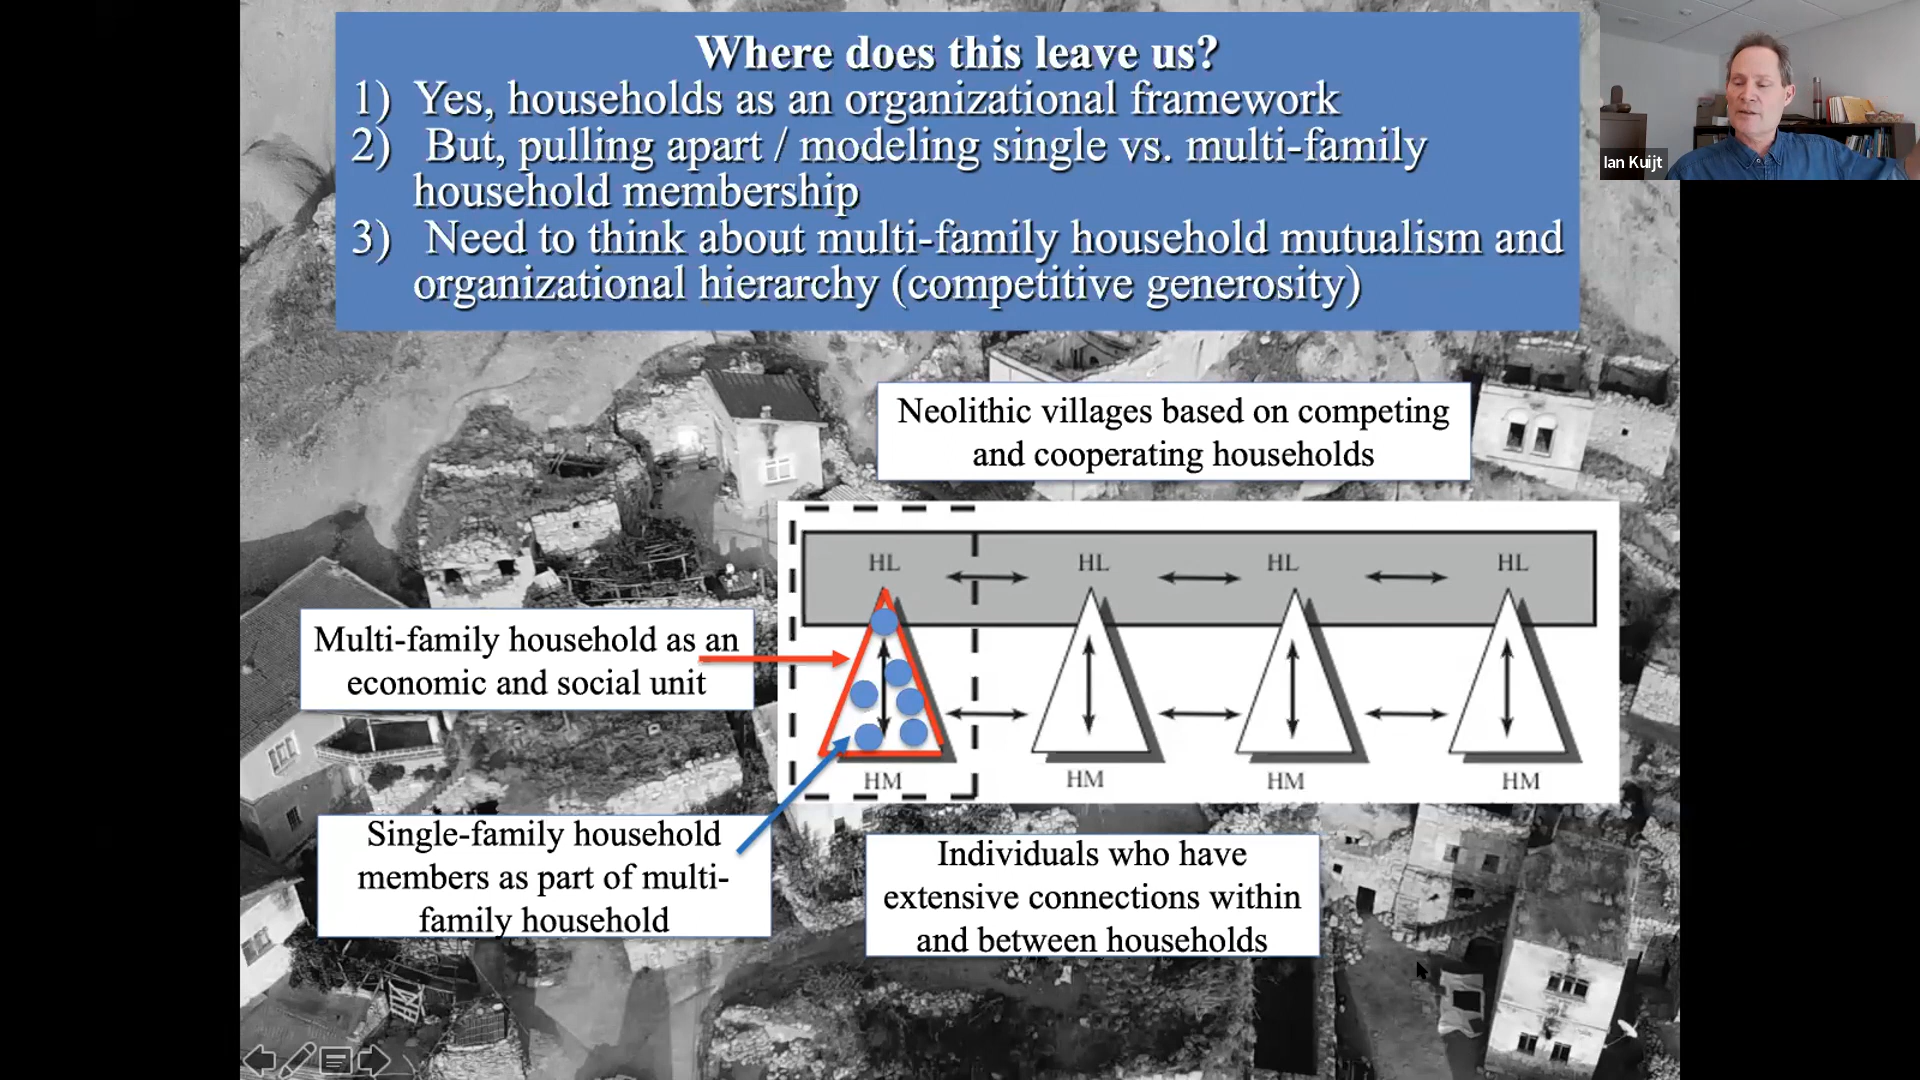 Where does this leave us?
1) Yes, households as an organizational framework
2) But, pulling apart / modeling single vs. multi-family
household membership
3) Need to think about multi-family household mutualism and
organizational hierarchy (competitive generosity)
Ian Kuijt
Neolithic villages based on competing
and cooperating households
HL HL HL HL
Multi-family household as an
economic and social unit
HM HM HM HM
Single-family household
members as part of multi-
family household
Individuals who have
extensive connections within
and between households